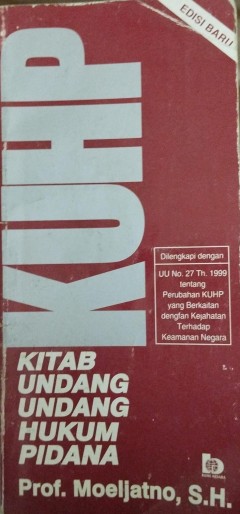 EDISI BARU
KUHP
Dilengkapi dengan
UU No. 27 Th. 1999
tentang
Perubahan KUHP
yang Berkaitan
dengfan Kejahatan
Terhadap
Keamanan Negara
KITAB
UNDANG
UNDANG
HUKUM
PIDANA
Prof. Moeljatno, S.H.